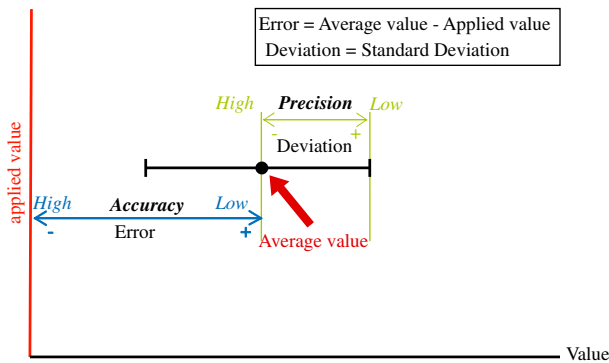 Error = Average value - Applied value
Deviation = Standard Deviation
High Precision Low
- +
Deviation
applied value
High Accuracy Low
- Error +
Average value
Value